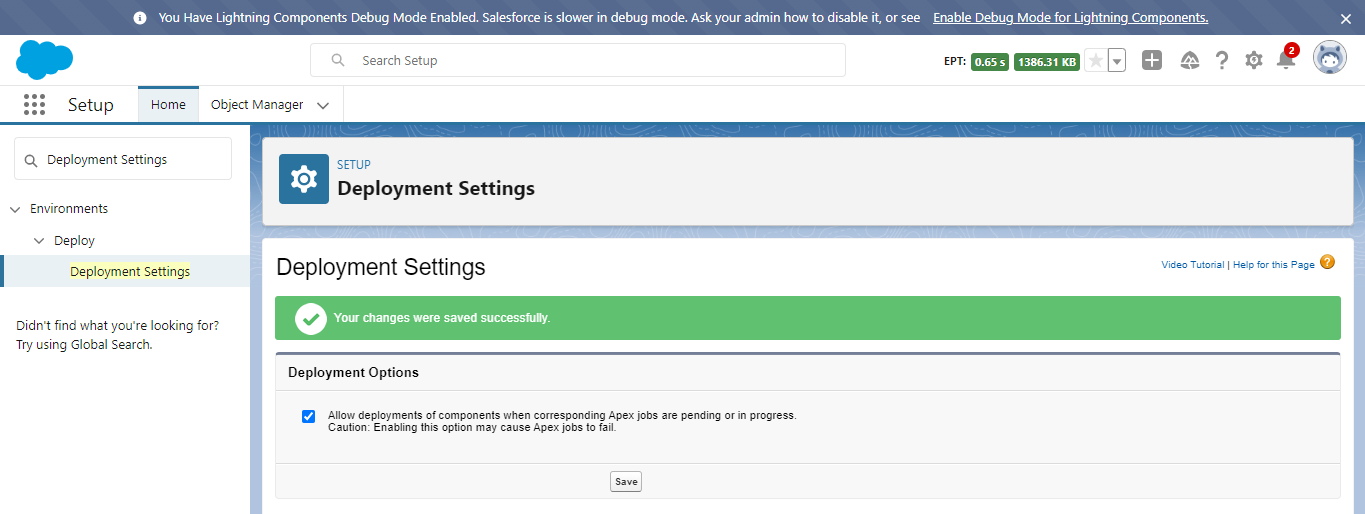 You Have Lightning Components Debug Mode Enabled. Salesforce is slower in debug mode. Ask your admin how to disable it, or see Enable Debug Mode for Lightning Components.
Search Setup
EPT: 0.65 s 1386.31 KB
2
Setup
Home
Object Manager
Deployment Settings
Environments
Deploy
Deployment Settings
Didn't find what you're looking for?
Try using Global Search.
SETUP
Deployment Settings
Deployment Settings
Video Tutorial | Help for this Page
Your changes were saved successfully.
Deployment Options
Allow deployments of components when corresponding Apex jobs are pending or in progress.
Caution: Enabling this option may cause Apex jobs to fail.
Save